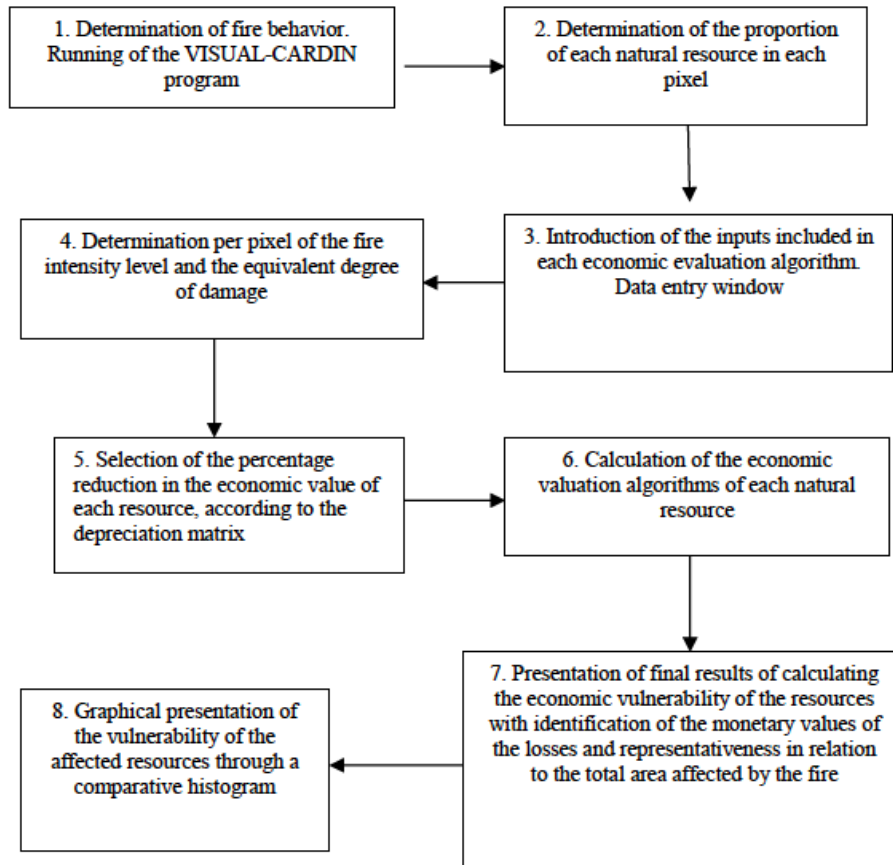 1. Determination of fire behavior.
Running of the VISUAL-CARDIN
program
2. Determination of the proportion
of each natural resource in each
pixel
3. Introduction of the inputs included in
each economic evaluation algorithm.
Data entry window
4. Determination per pixel of the fire
intensity level and the equivalent degree
of damage
5. Selection of the percentage
reduction in the economic value of
each resource, according to the
depreciation matrix
6. Calculation of the economic
valuation algorithms of each natural
resource
7. Presentation of final results of calculating
the economic vulnerability of the resources
with identification of the monetary values of
the losses and representativeness in relation
to the total area affected by the fire
8. Graphical presentation of
the vulnerability of the
affected resources through a
comparative histogram